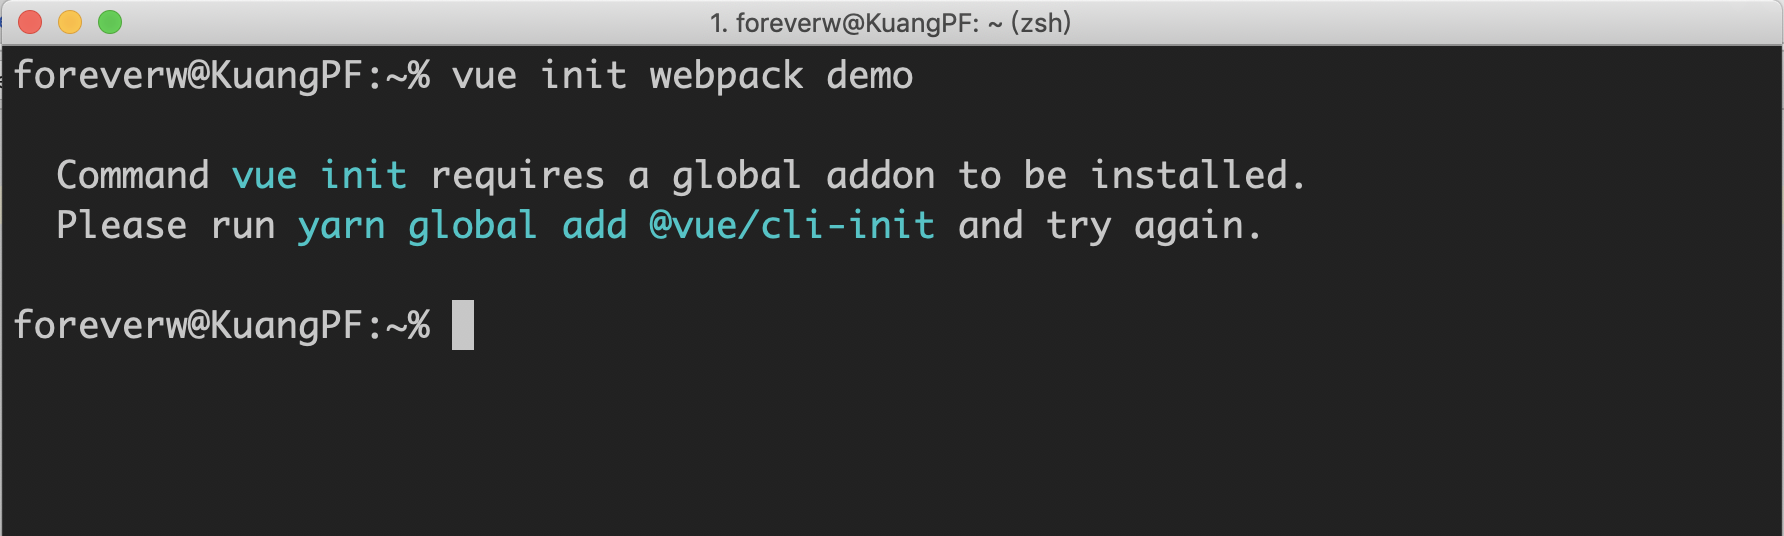 1. foreverw@KuangPF: ~ (zsh)
foreverw@KuangPF:~% vue init webpack demo
Command vue init requires a global addon to be installed.
Please run yarn global add @vue/cli-init and try again.
foreverw@KuangPF:~%